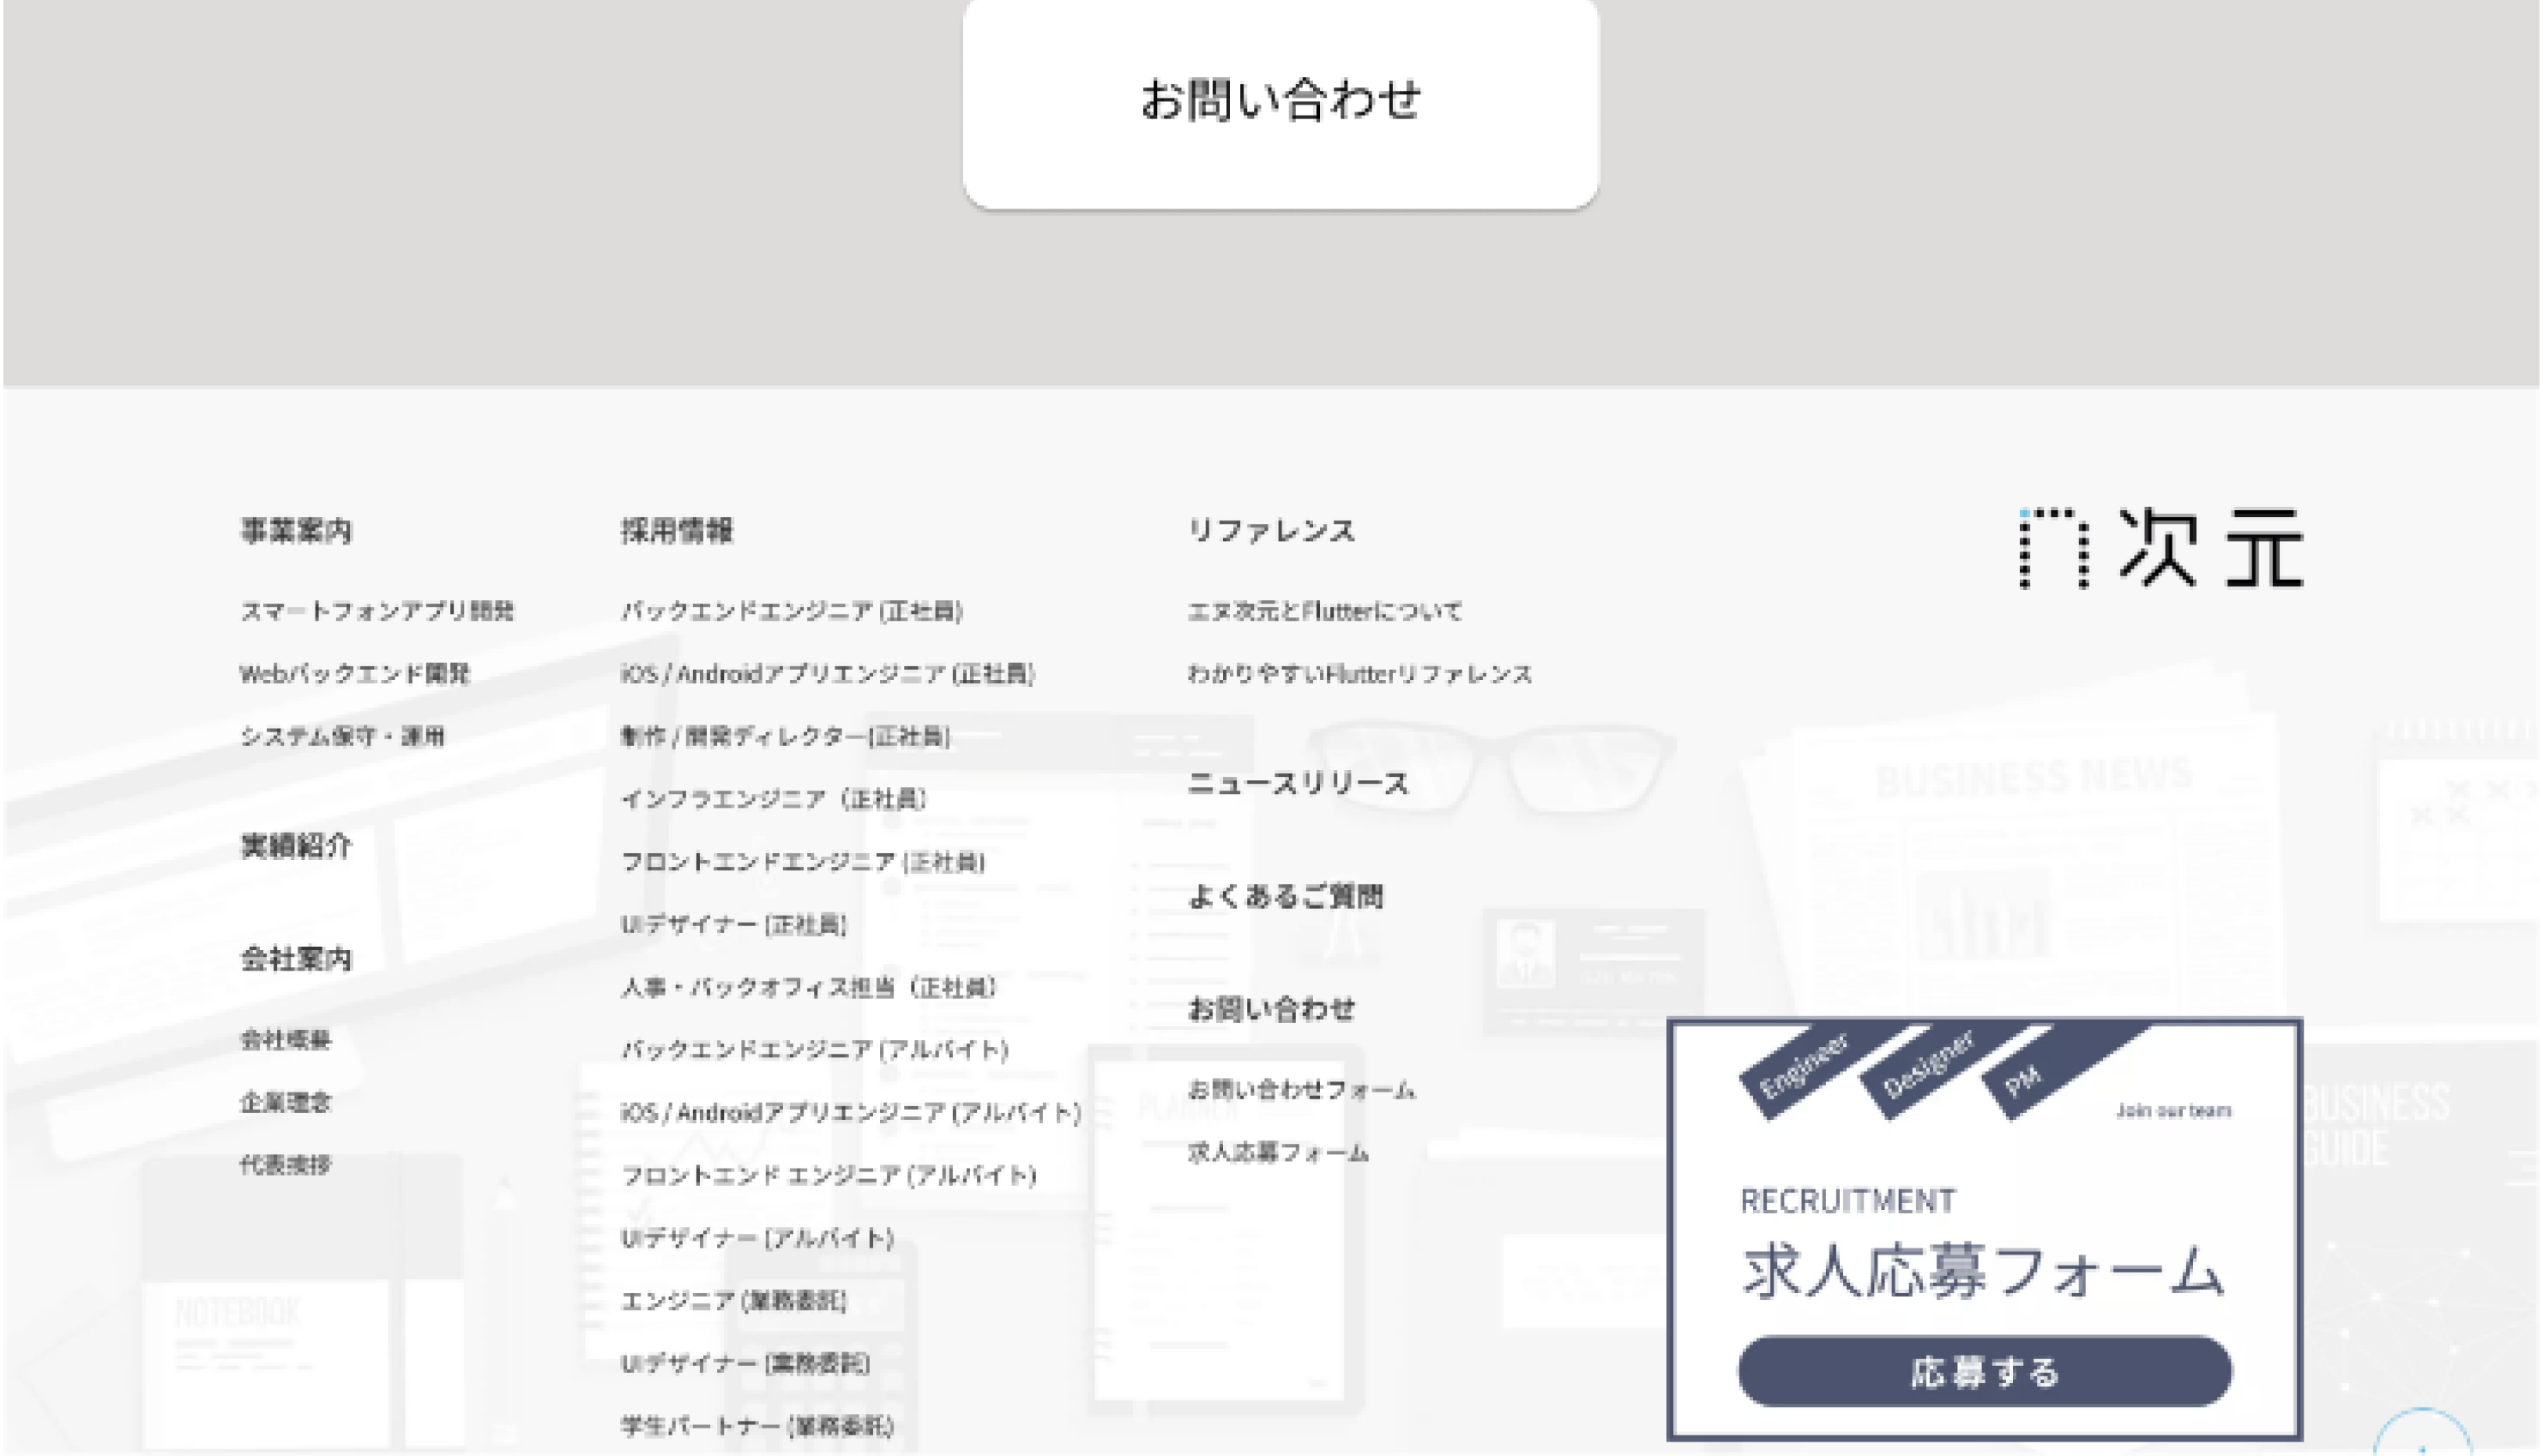 お問い合わせ
事業案内
スマートフォンアプリ開発
Webバックエンド開発
システム保守・運用
実績紹介
会社案内
会社概要
企業理念
代表挨拶
採用情報
バックエンドエンジニア (正社員)
iOS / Androidアプリエンジニア (正社員)
制作 / 開発ディレクター(正社員)
インフラエンジニア（正社員）
フロントエンドエンジニア (正社員)
UIデザイナー (正社員)
人事・バックオフィス担当（正社員）
バックエンドエンジニア (アルバイト)
iOS / Androidアプリエンジニア (アルバイト)
フロントエンド エンジニア (アルバイト)
UIデザイナー (アルバイト)
エンジニア (業務委託)
UIデザイナー (業務委託)
学生パートナー (業務委託)
リファレンス
エヌ次元とFlutterについて
わかりやすいFlutterリファレンス
ニュースリリース
よくあるご質問
お問い合わせ
お問い合わせフォーム
求人応募フォーム
n次元
BUSINESS NEWS
Engineer
Designer
PM
Join our team
RECRUITMENT
求人応募フォーム
応募する
BUSINESS
GUIDE
PLANNER
NOTEBOOK